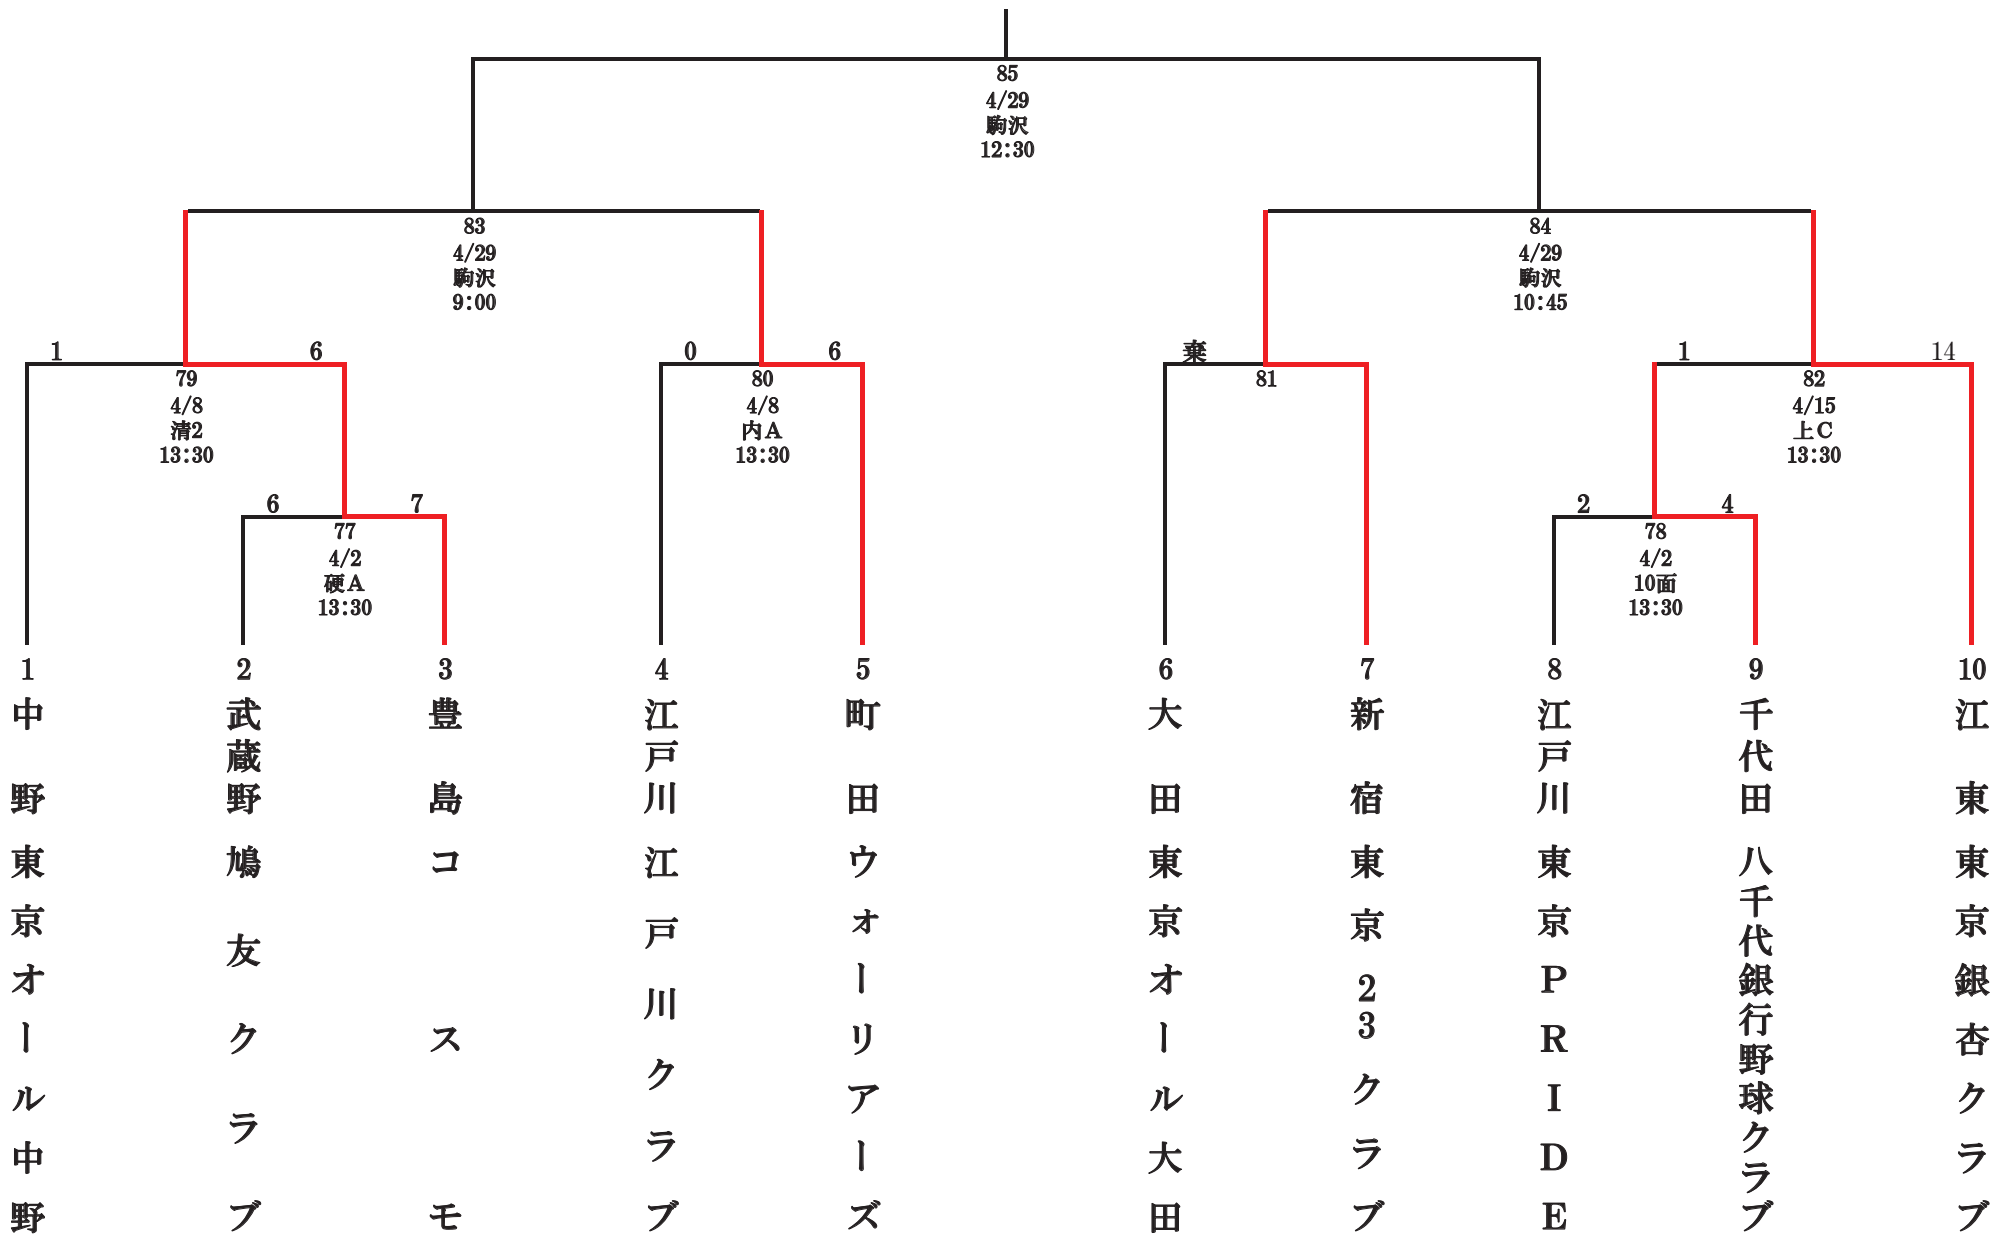 85
4/29
駒沢
12:30
83
4/29
駒沢
9:00
84
4/29
駒沢
10:45
1
6
79
4/8
清2
13:30
0
6
80
4/8
内A
13:30
棄
81
1
14
82
4/15
上C
13:30
6
7
77
4/2
硬A
13:30
2
4
78
4/2
10面
13:30
1
中野
東京オール中野
2
武蔵野
鳩友クラブ
3
豊島
コスモ
4
江戸川
江戸川クラブ
5
町田
ウォーリアーズ
6
大田
東京オール大田
7
新宿
東京23クラブ
8
江戸川
東京PRIDE
9
千代田
八千代銀行野球クラブ
10
江東
東京銀杏クラブ